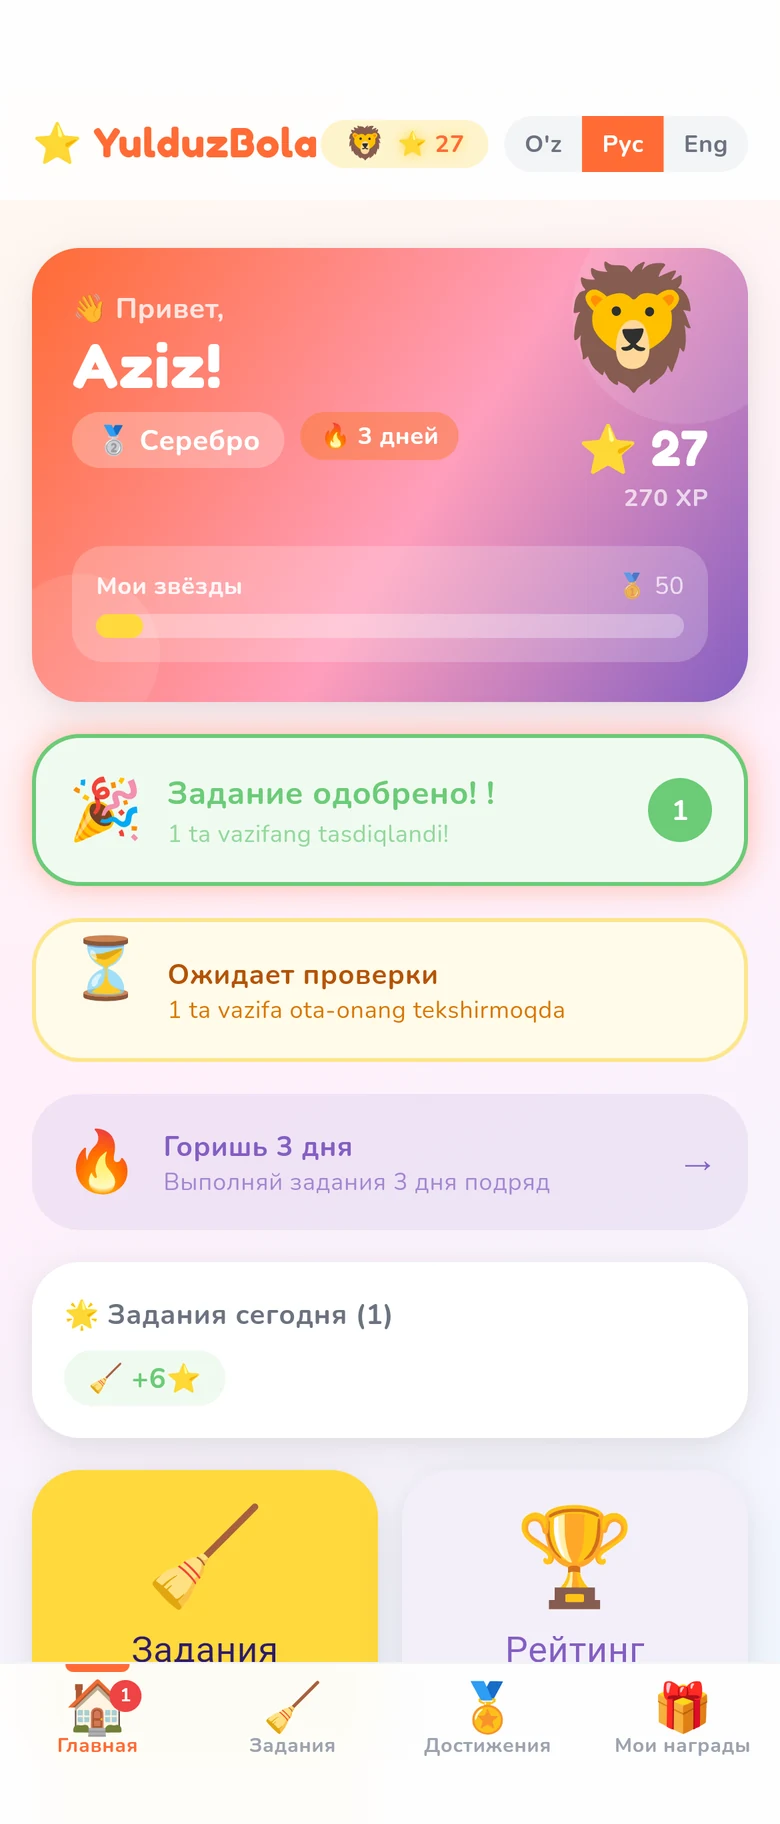 YulduzBola
27
O'z
Рус
Eng
Привет,
Aziz!
Серебро
3 дней
27
270 XP
Мои звёзды
50
Задание одобрено! !
1 ta vazifang tasdiqlandi!
1
Ожидает проверки
1 ta vazifa ota-onang tekshirmoqda
Горишь 3 дня
Выполняй задания 3 дня подряд
→
Задания сегодня (1)
+6
Задания
Рейтинг
1
Главная
Задания
Достижения
Мои награды